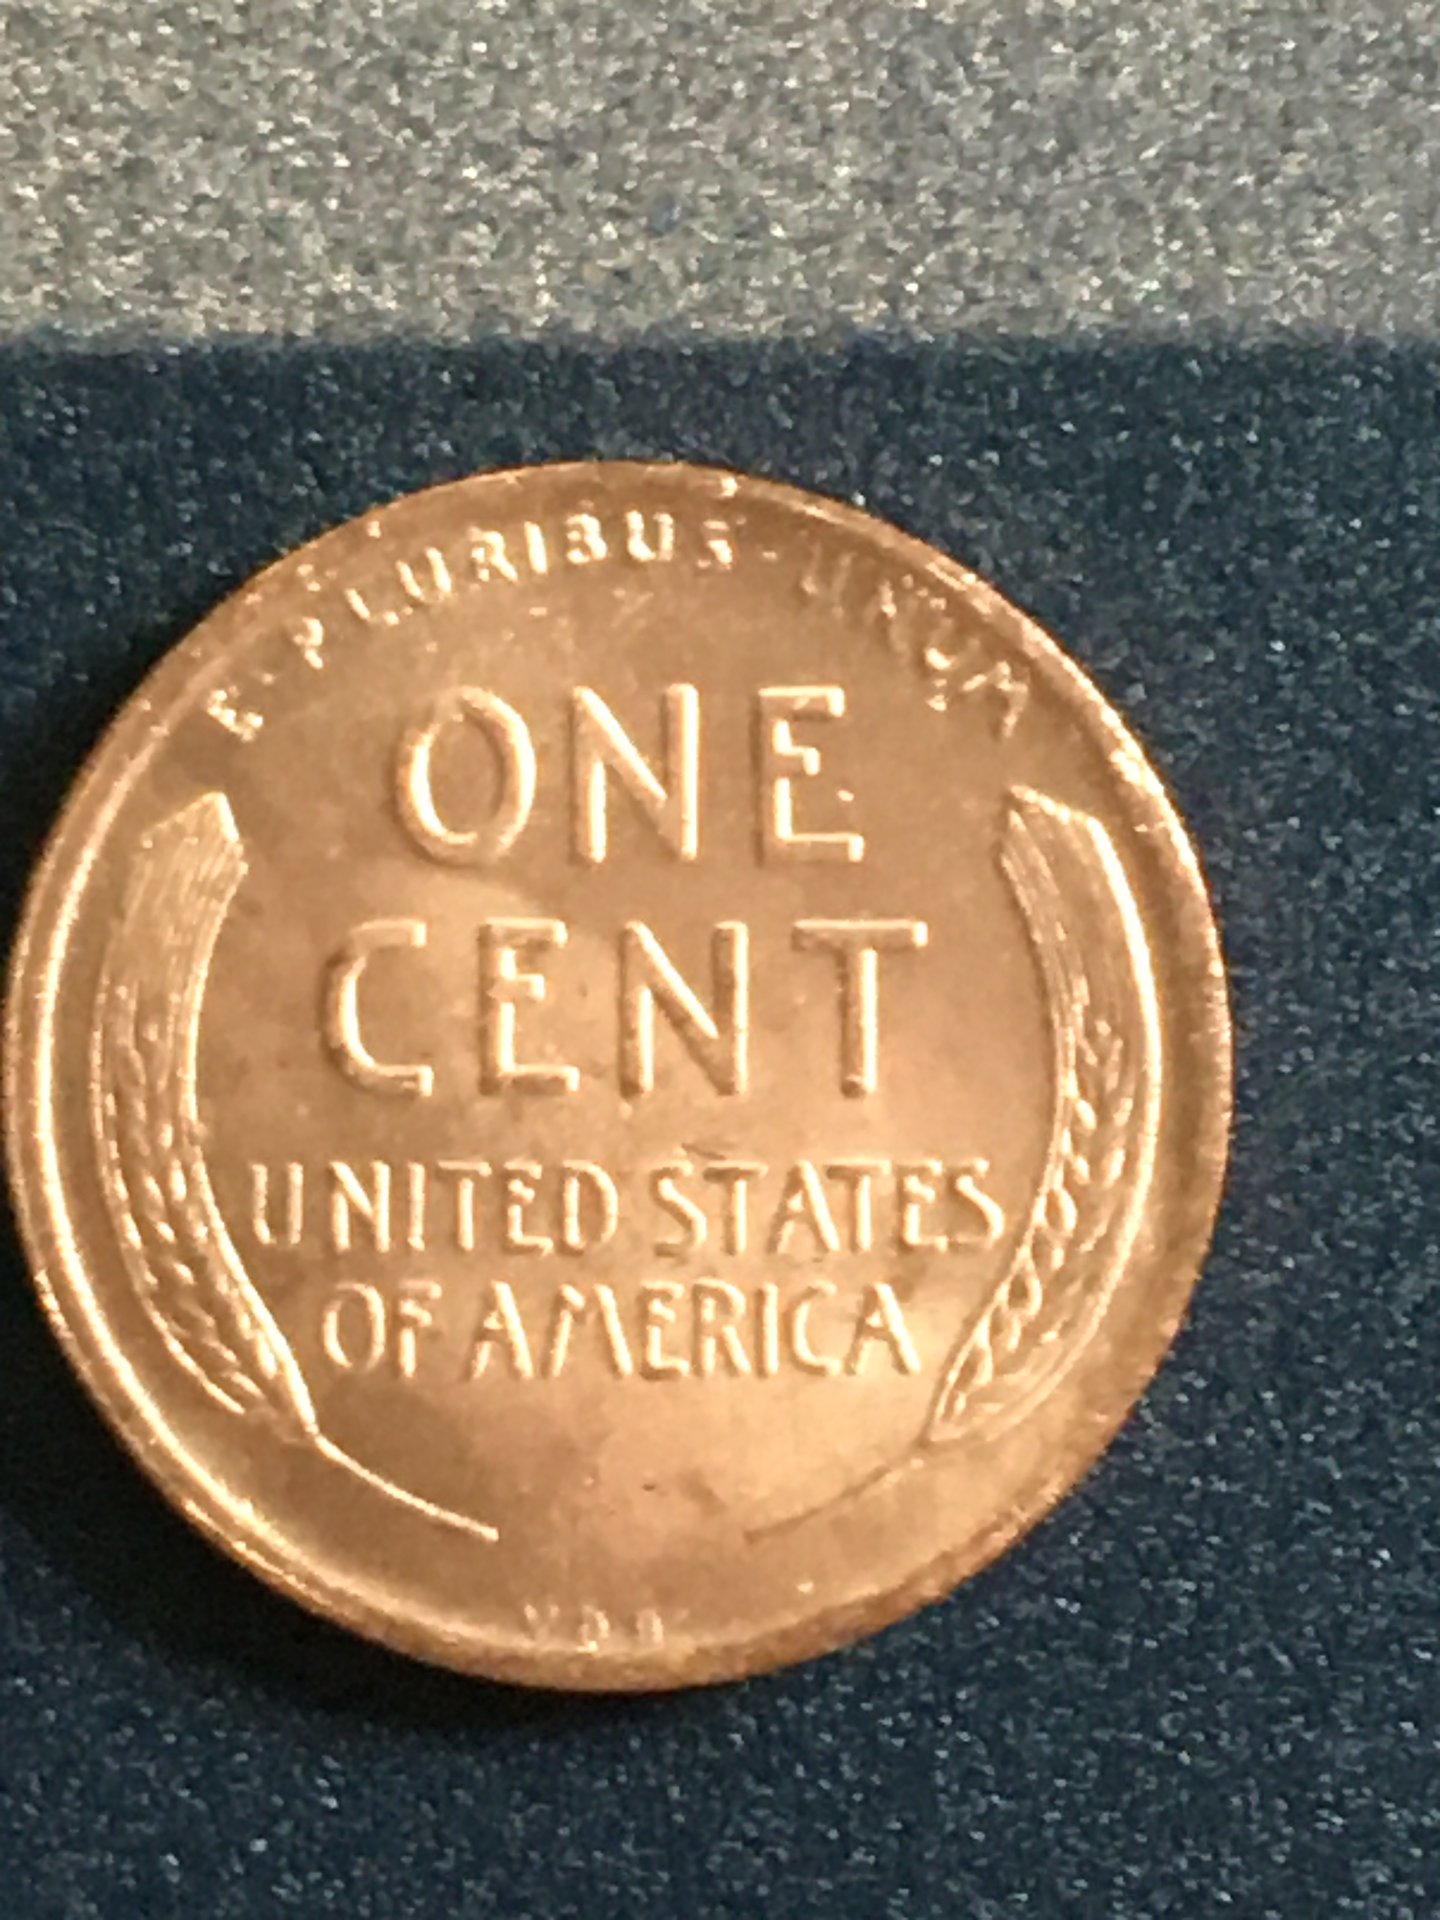 E·PLURIBUS·UNUM
ONE
CENT
UNITED STATES
OF AMERICA
V.D.B.